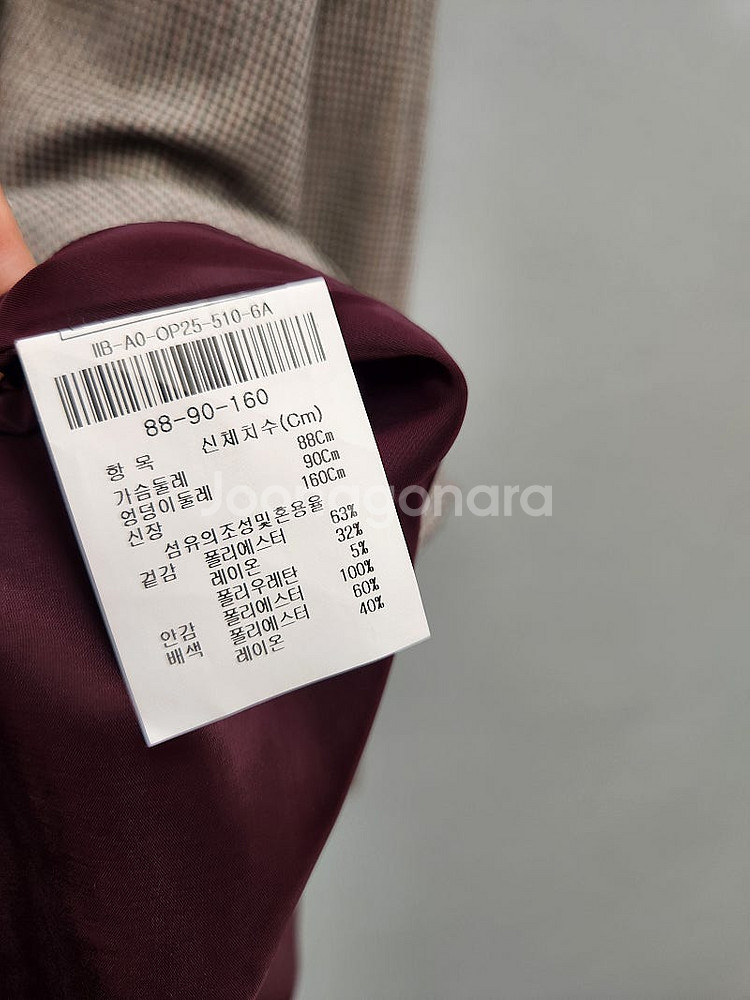 IIB-A0-OP25-510-6A
88-90-160
항 목 신체치수(Cm)
가슴둘레 88Cm
엉덩이둘레 90Cm
신장 160Cm
섬유의조성및혼용율
겉감 폴리에스터 63%
레이온 32%
폴리우레탄 5%
안감 폴리에스터 100%
배색 폴리에스터 60%
레이온 40%
Joongagonara